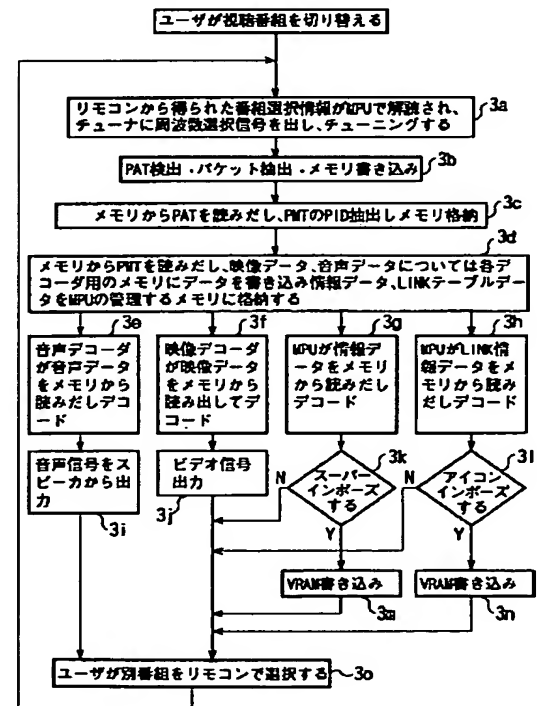 ユーザが視聴番組を切り替える
リモコンから得られた番組選択情報がMPUで解読され、
チューナに周波数選択信号を出し、チューニングする
3a
PAT検出・パケット抽出・メモリ書き込み
3b
メモリからPATを読みだし、PMTのPID抽出しメモリ格納
3c
3d
メモリからPMTを読みだし、映像データ、音声データについては各デ
コーダ用のメモリにデータを書き込み情報データ、LINKテーブルデー
タをMPUの管理するメモリに格納する
3e
音声デコーダ
が音声データ
をメモリから
読みだしデコ
ード
3f
映像デコーダ
が映像データ
をメモリから
読み出してデ
コード
3g
MPUが情報デ
ータをメモリ
から読みだし
デコード
3h
MPUがLINK情
報データをメ
モリから読み
だしデコード
音声信号をス
ピーカから出
力
3i
ビデオ信号
出力
3j
スーパー
インポーズ
する
3k
N
Y
アイコン
インポーズ
する
3l
N
Y
VRAM書き込み
3m
VRAM書き込み
3n
ユーザが別番組をリモコンで選択する
3o